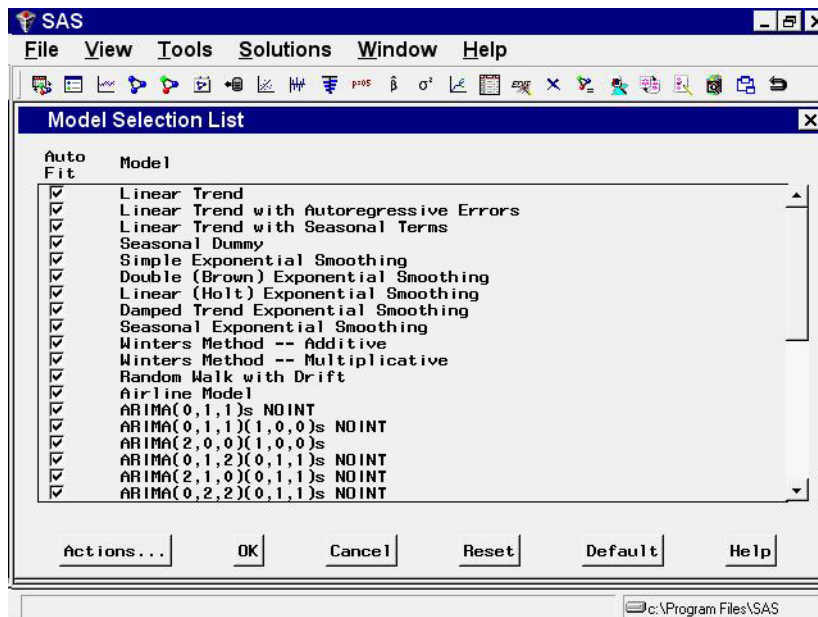 SAS
File View Tools Solutions Window Help
p=05 β̂ σ²
Model Selection List
Auto Fit Model
Linear Trend
Linear Trend with Autoregressive Errors
Linear Trend with Seasonal Terms
Seasonal Dummy
Simple Exponential Smoothing
Double (Brown) Exponential Smoothing
Linear (Holt) Exponential Smoothing
Damped Trend Exponential Smoothing
Seasonal Exponential Smoothing
Winters Method -- Additive
Winters Method -- Multiplicative
Random Walk with Drift
Airline Model
ARIMA(0,1,1)s NOINT
ARIMA(0,1,1)(1,0,0)s NOINT
ARIMA(2,0,0)(1,0,0)s
ARIMA(0,1,2)(0,1,1)s NOINT
ARIMA(2,1,0)(0,1,1)s NOINT
ARIMA(0,2,2)(0,1,1)s NOINT
Actions... OK Cancel Reset Default Help
c:\Program Files\SAS